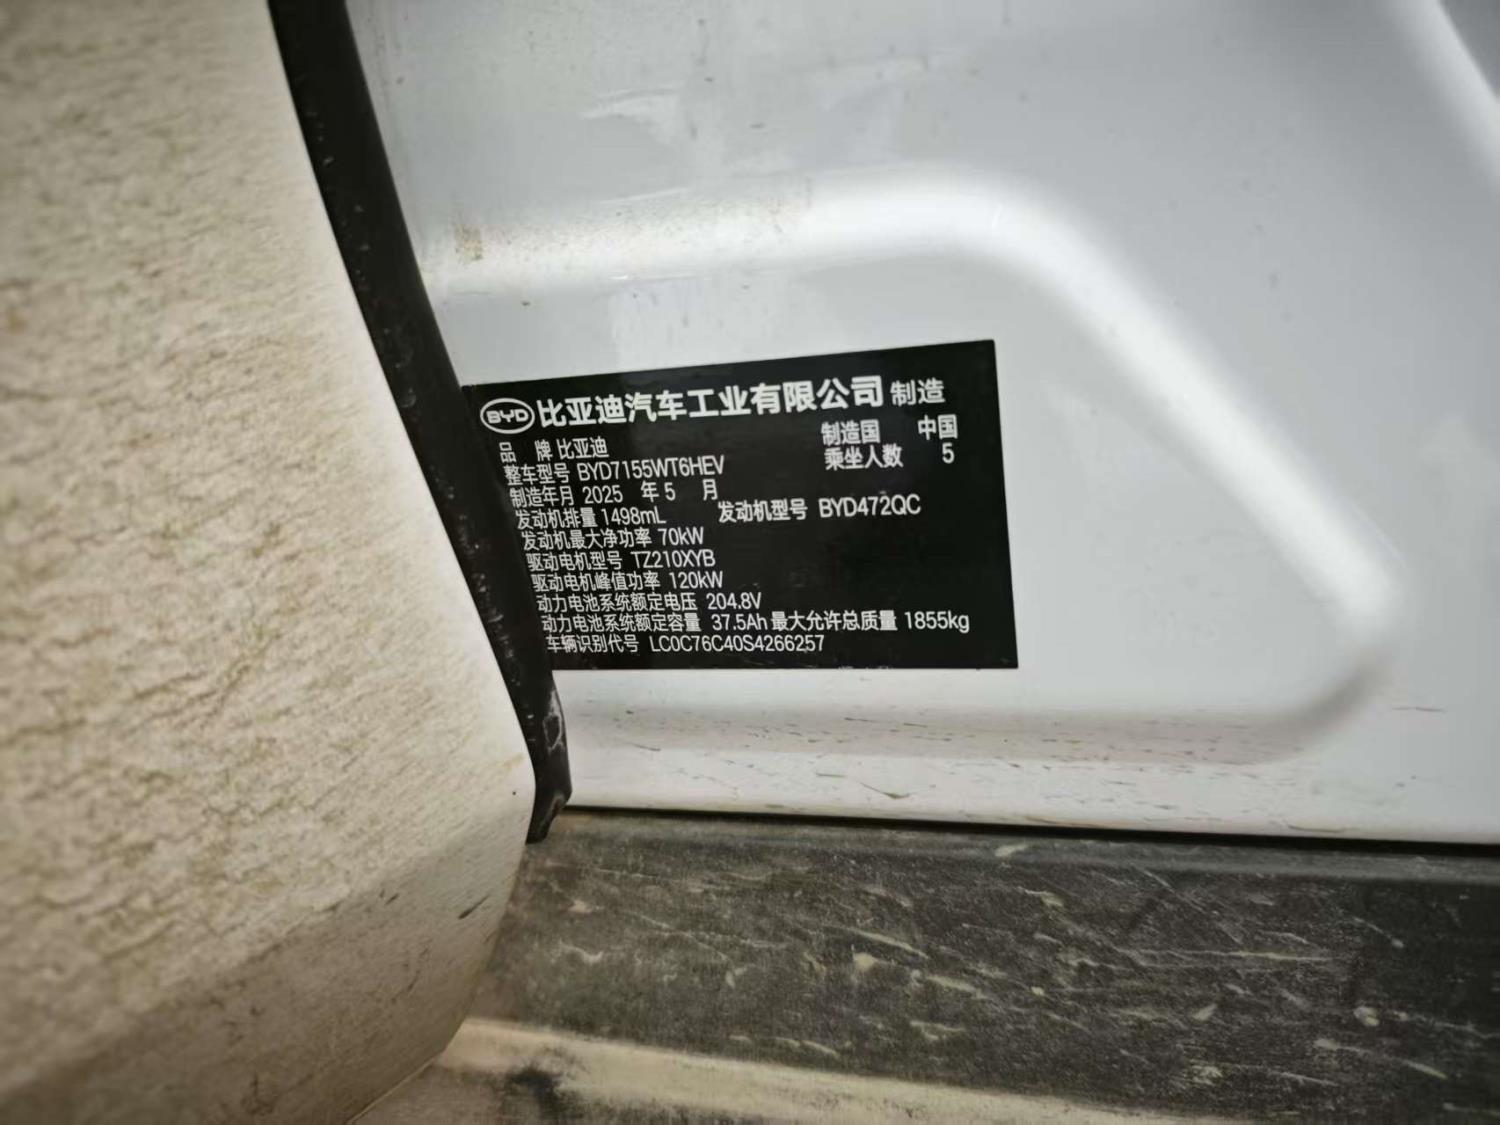 BYD 比亚迪汽车工业有限公司 制造
品 牌 比亚迪 制造国 中国
整车型号 BYD7155WT6HEV 乘坐人数 5
制造年月 2025 年 5 月
发动机排量 1498mL 发动机型号 BYD472QC
发动机最大净功率 70kW
驱动电机型号 TZ210XYB
驱动电机峰值功率 120kW
动力电池系统额定电压 204.8V
动力电池系统额定容量 37.5Ah 最大允许总质量 1855kg
车辆识别代号 LC0C76C40S4266257